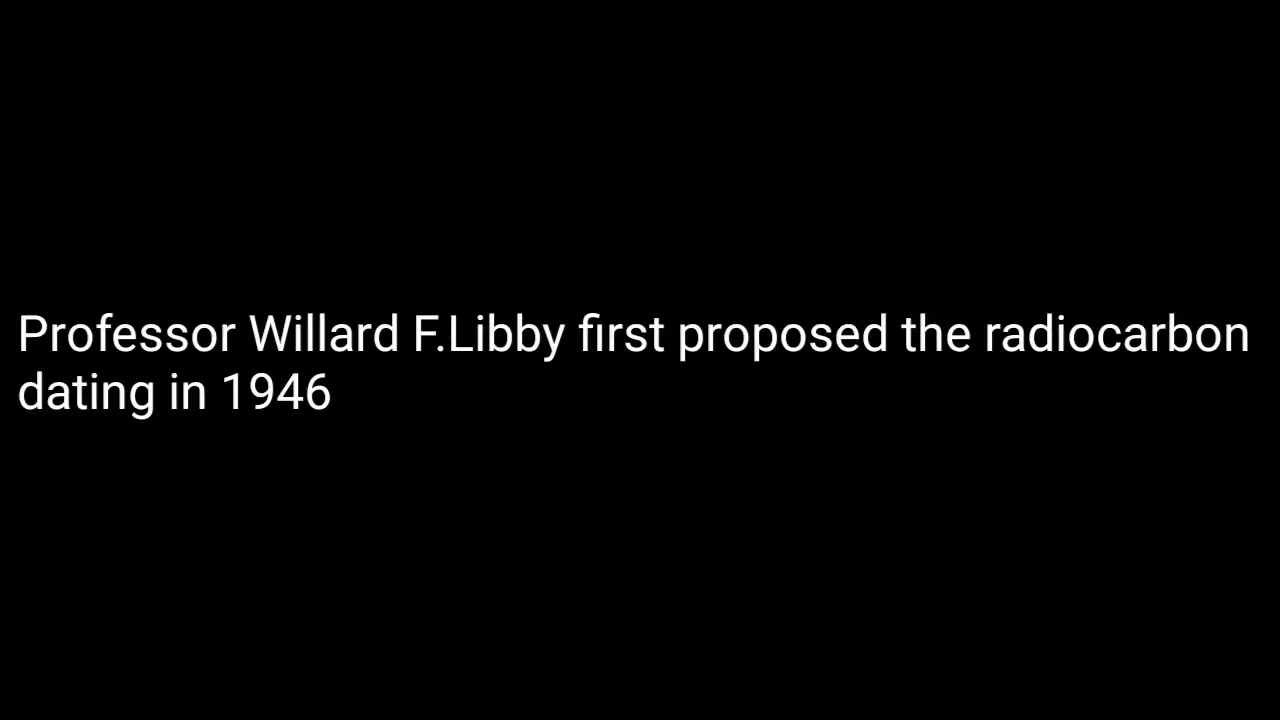 Professor Willard F.Libby first proposed the radiocarbon
dating in 1946